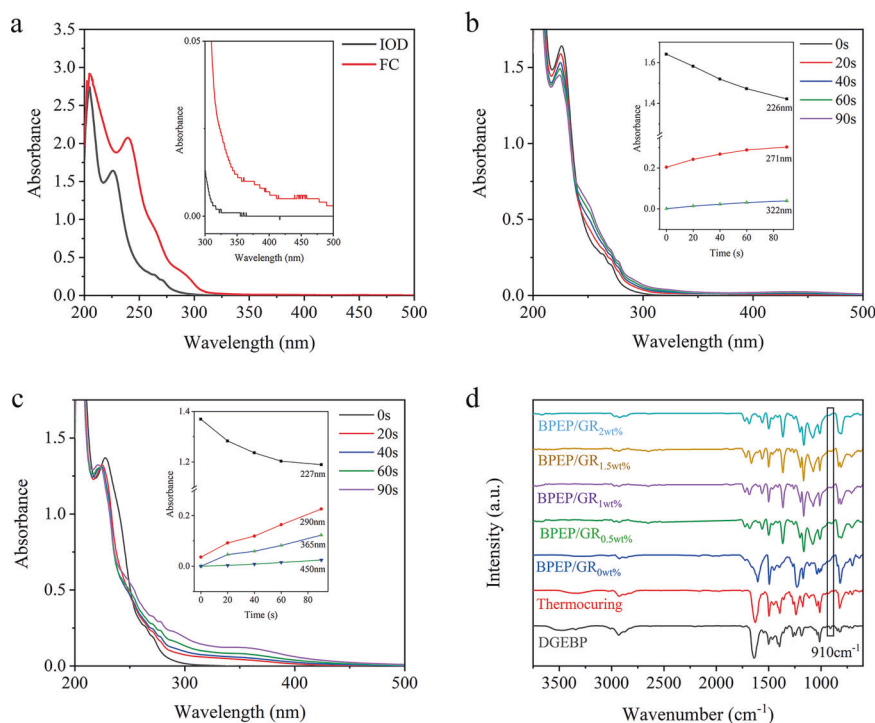 a
3.5
3.0
2.5
2.0
1.5
1.0
0.5
0.0
200 250 300 350 400 450 500
Absorbance
Wavelength (nm)
IOD
FC
0.05
0.00
300 350 400 450 500
Absorbance
Wavelength (nm)
b
1.5
1.0
0.5
0.0
200 300 400 500
Absorbance
Wavelength (nm)
0s
20s
40s
60s
90s
1.6
1.4
0.2
0.0
0 20 40 60 80
Absorbance
Time (s)
226nm
271nm
322nm
c
1.5
1.0
0.5
0.0
200 300 400 500
Absorbance
Wavelength (nm)
0s
20s
40s
60s
90s
1.4
1.2
0.2
0.0
0 20 40 60 80
Absorbance
Time (s)
227nm
290nm
365nm
450nm
d
BPEP/GR2wt%
BPEP/GR1.5wt%
BPEP/GR1wt%
BPEP/GR0.5wt%
BPEP/GR0wt%
Thermocuring
DGEBP
910cm-1
3500 3000 2500 2000 1500 1000
Intensity (a.u.)
Wavenumber (cm-1)